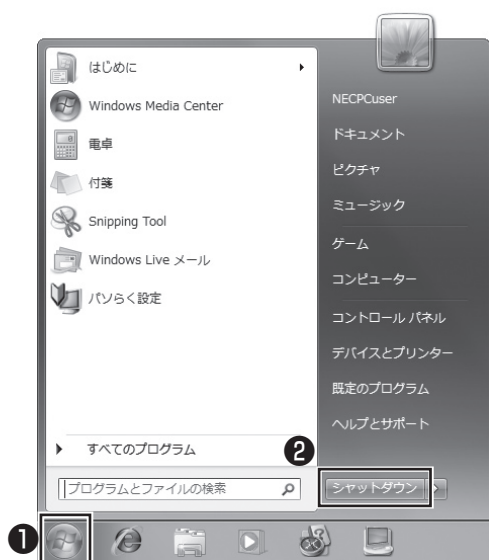 はじめに
Windows Media Center
電卓
付箋
Snipping Tool
Windows Live メール
パソらく設定
すべてのプログラム
プログラムとファイルの検索
NECPCuser
ドキュメント
ピクチャ
ミュージック
ゲーム
コンピューター
コントロール パネル
デバイスとプリンター
既定のプログラム
ヘルプとサポート
❷
シャットダウン
❶